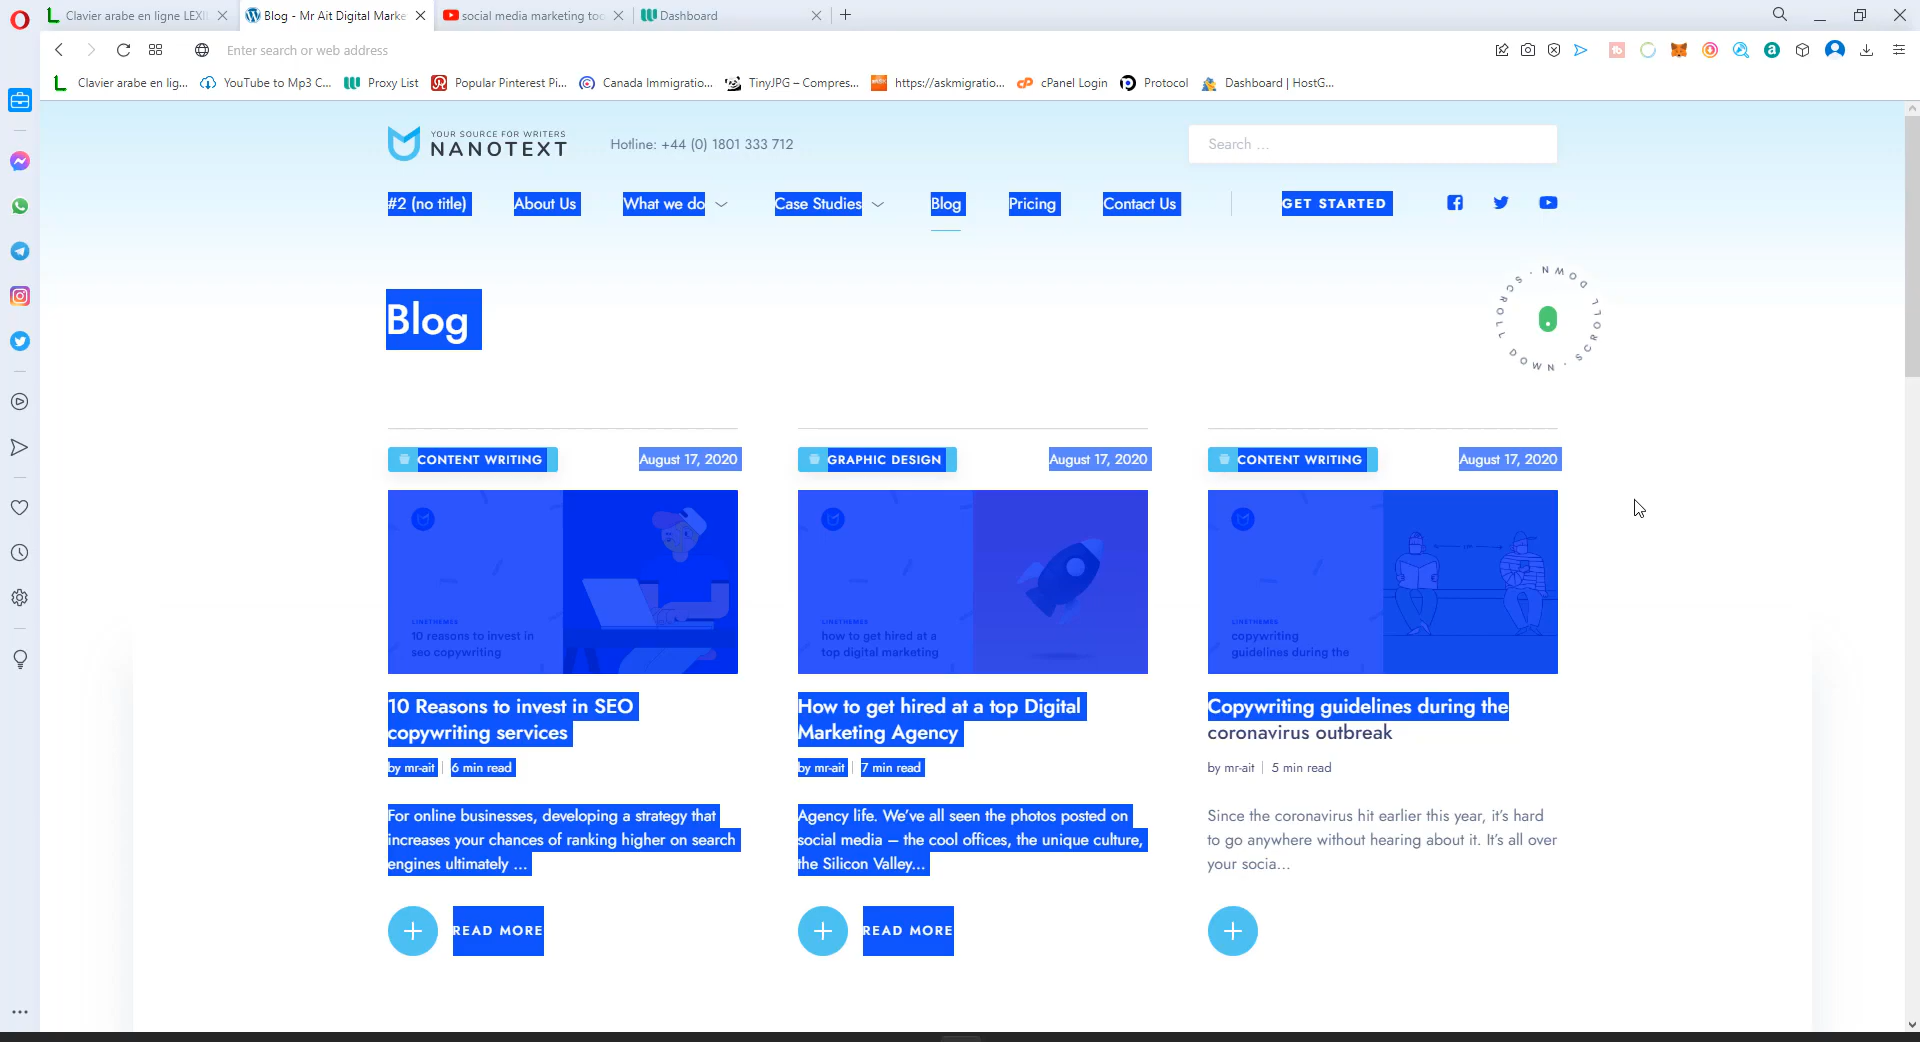 Clavier arabe en ligne LEXI
Blog - Mr Ait Digital Marke
social media marketing too
Dashboard
Enter search or web address
Clavier arabe en lig...
YouTube to Mp3 C...
Proxy List
Popular Pinterest Pi...
Canada Immigratio...
TinyJPG – Compres...
https://askmigratio...
cPanel Login
Protocol
Dashboard | HostG...
YOUR SOURCE FOR WRITERS
NANOTEXT
Hotline: +44 (0) 1801 333 712
Search ...
#2 (no title)
About Us
What we do
Case Studies
Blog
Pricing
Contact Us
GET STARTED
Blog
SCROLL DOWN · SCROLL DOWN ·
CONTENT WRITING
August 17, 2020
LINETHEMES
10 reasons to invest in
seo copywriting
10 Reasons to invest in SEO
copywriting services
by mr-ait | 6 min read
For online businesses, developing a strategy that
increases your chances of ranking higher on search
engines ultimately ...
READ MORE
GRAPHIC DESIGN
August 17, 2020
LINETHEMES
how to get hired at a
top digital marketing
How to get hired at a top Digital
Marketing Agency
by mr-ait | 7 min read
Agency life. We've all seen the photos posted on
social media – the cool offices, the unique culture,
the Silicon Valley...
READ MORE
CONTENT WRITING
August 17, 2020
LINETHEMES
copywriting
guidelines during the
Copywriting guidelines during the
coronavirus outbreak
by mr-ait | 5 min read
Since the coronavirus hit earlier this year, it's hard
to go anywhere without hearing about it. It's all over
your socia...